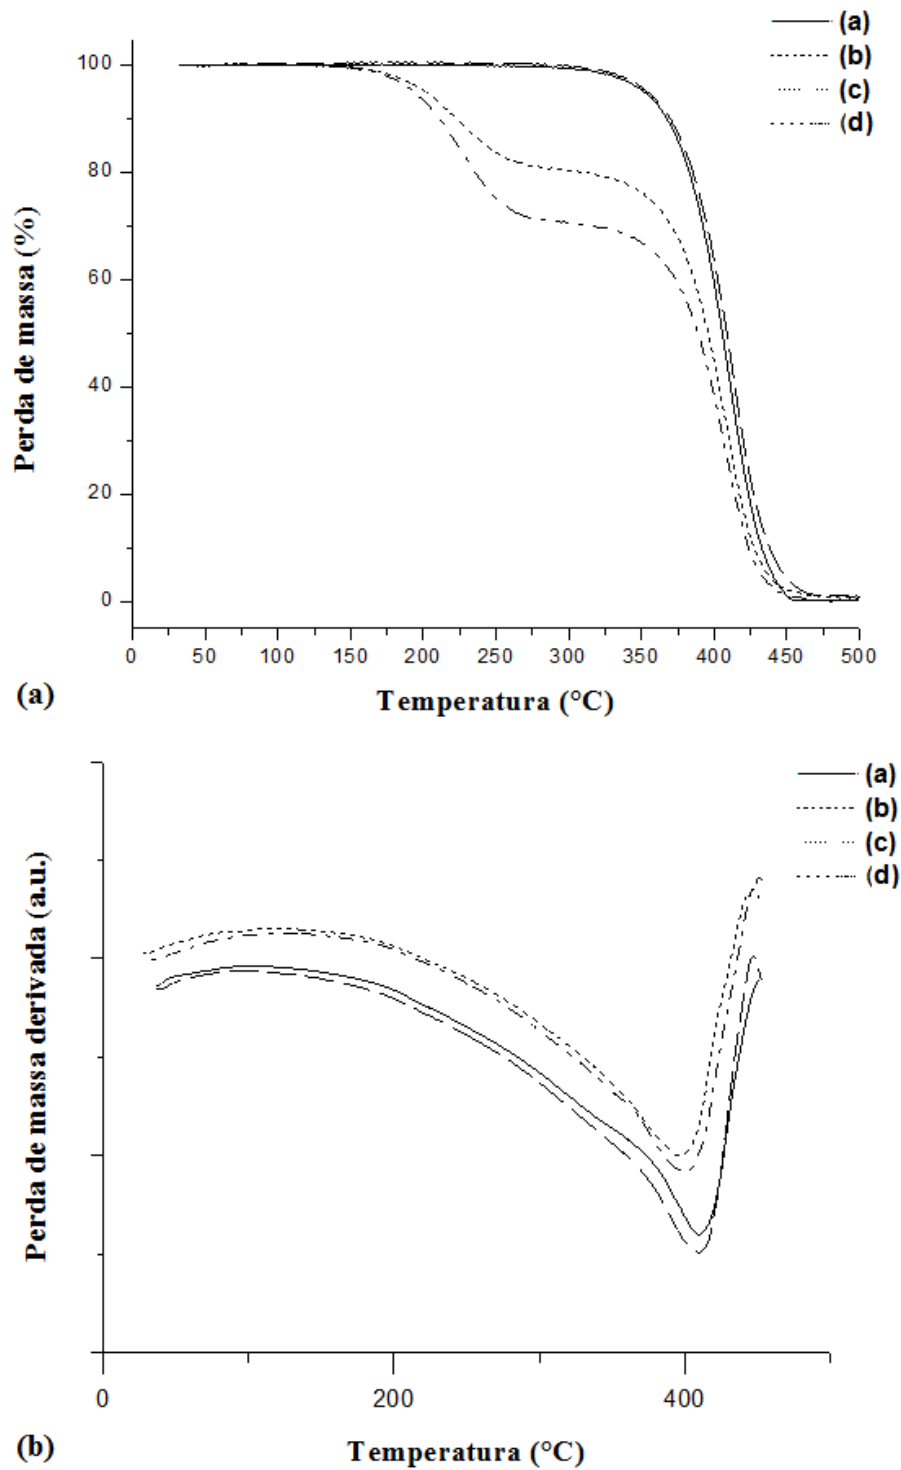 (a)
(b)
(c)
(d)
100
80
60
40
20
0
Perda de massa (%)
0 50 100 150 200 250 300 350 400 450 500
(a)
Temperatura (°C)
(a)
(b)
(c)
(d)
Perda de massa derivada (a.u.)
0 200 400
(b)
Temperatura (°C)